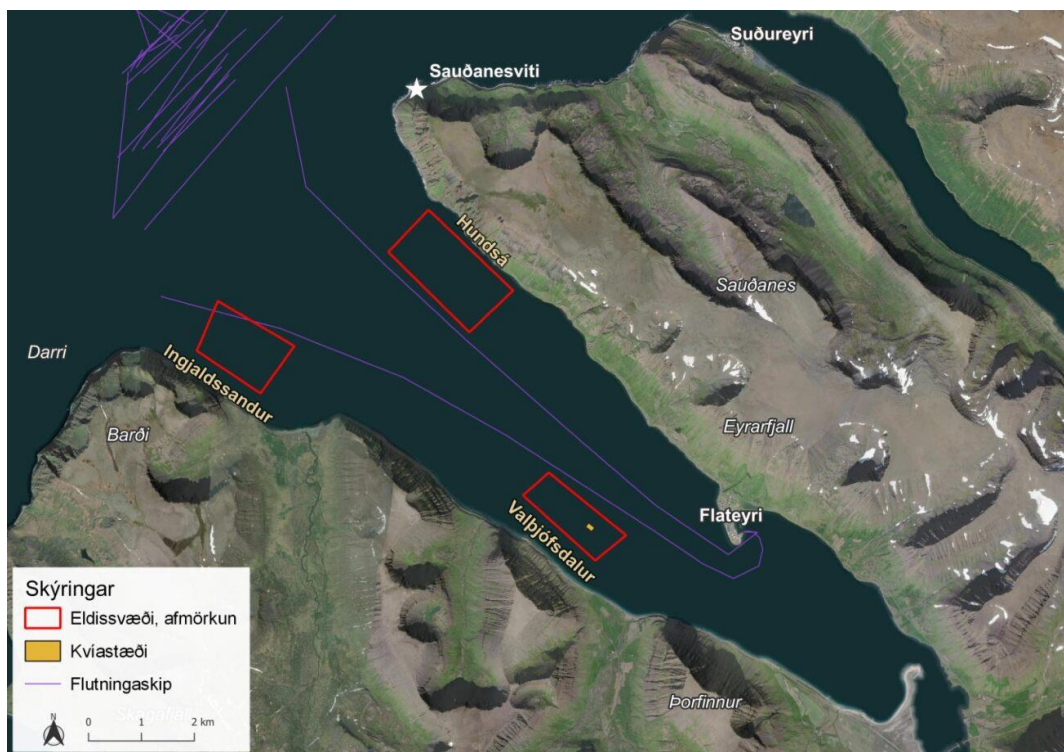 Suðureyri
Sauðanesviti
Hundsá
Sauðanes
Darri
Ingjaldssandur
Barði
Eyrarfjall
Valþjófsdalur
Flateyri
Skýringar
Eldissvæði, afmörkun
Kvíastæði
Flutningaskip
Þorfinnur
N
0 1 2 km